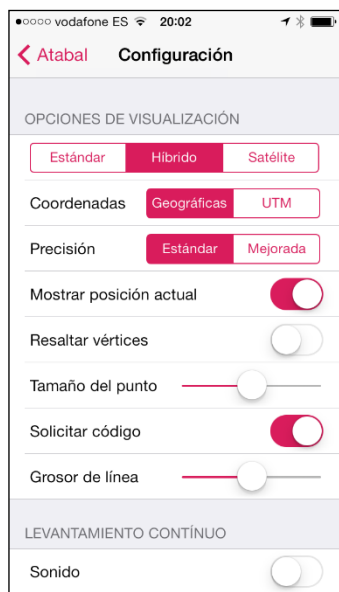 vodafone ES 20:02
Atabal Configuración
OPCIONES DE VISUALIZACIÓN
Estándar Híbrido Satélite
Coordenadas Geográficas UTM
Precisión Estándar Mejorada
Mostrar posición actual
Resaltar vértices
Tamaño del punto
Solicitar código
Grosor de línea
LEVANTAMIENTO CONTÍNUO
Sonido